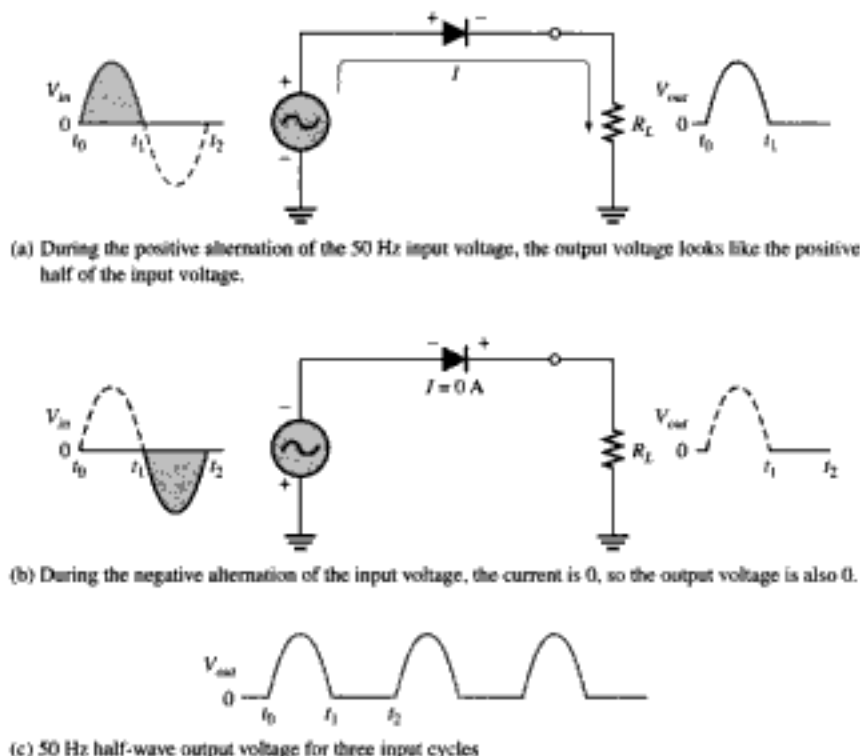 + −
I
V_in
0
t_0 t_1 t_2
+
−
R_L
V_out
0
t_0 t_1
(a) During the positive alternation of the 50 Hz input voltage, the output voltage looks like the positive
half of the input voltage.
− +
I = 0 A
V_in
0
t_0 t_1 t_2
−
+
R_L
V_out
0
t_1 t_2
(b) During the negative alternation of the input voltage, the current is 0, so the output voltage is also 0.
V_out
0
t_0 t_1 t_2
(c) 50 Hz half-wave output voltage for three input cycles